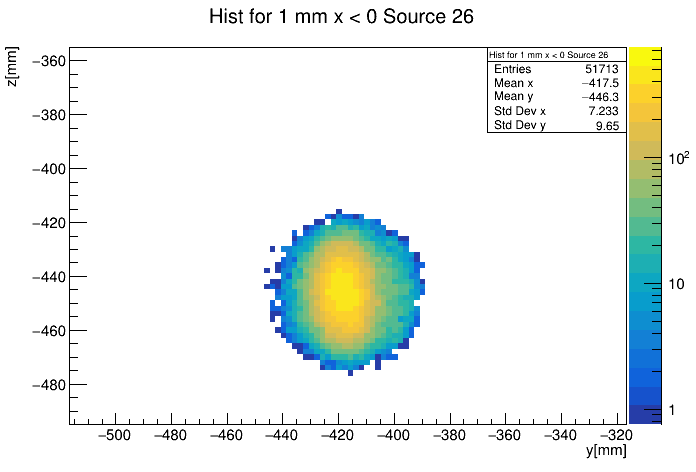 Hist for 1 mm x < 0 Source 26
z[mm]
Hist for 1 mm x < 0 Source 26
Entries 51713
Mean x −417.5
Mean y −446.3
Std Dev x 7.233
Std Dev y 9.65
−360
−380
−400
−420
−440
−460
−480
10²
10
1
−500 −480 −460 −440 −420 −400 −380 −360 −340 −320
y[mm]